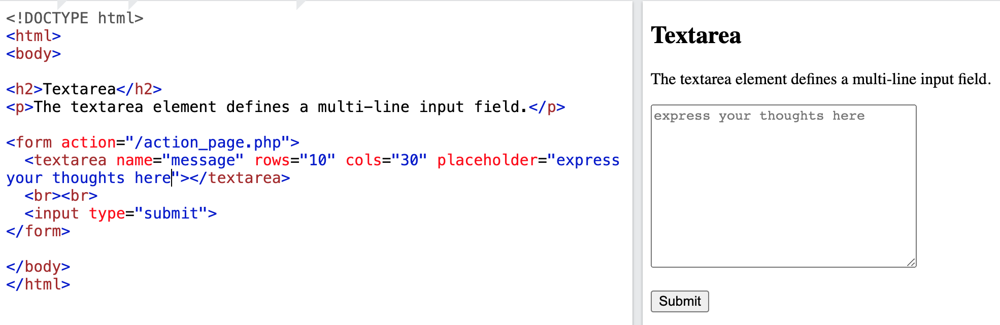 <!DOCTYPE html>
<html>
<body>
<h2>Textarea</h2>
<p>The textarea element defines a multi-line input field.</p>
<form action="/action_page.php">
  <textarea name="message" rows="10" cols="30" placeholder="express
your thoughts here"></textarea>
  <br><br>
  <input type="submit">
</form>
</body>
</html>
Textarea
The textarea element defines a multi-line input field.
express your thoughts here
Submit